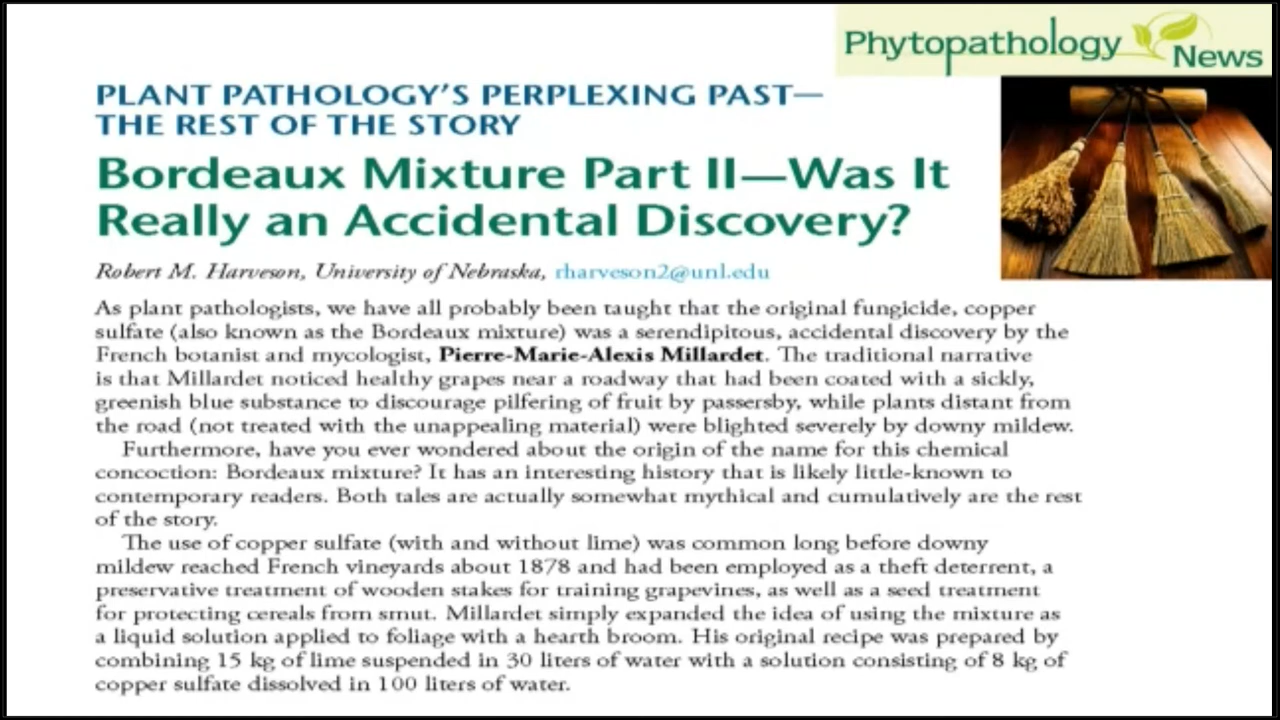 Phytopathology News
PLANT PATHOLOGY'S PERPLEXING PAST—
THE REST OF THE STORY
Bordeaux Mixture Part II—Was It
Really an Accidental Discovery?
Robert M. Harveson, University of Nebraska, rharveson2@unl.edu
As plant pathologists, we have all probably been taught that the original fungicide, copper
sulfate (also known as the Bordeaux mixture) was a serendipitous, accidental discovery by the
French botanist and mycologist, Pierre-Marie-Alexis Millardet. The traditional narrative
is that Millardet noticed healthy grapes near a roadway that had been coated with a sickly,
greenish blue substance to discourage pilfering of fruit by passersby, while plants distant from
the road (not treated with the unappealing material) were blighted severely by downy mildew.
Furthermore, have you ever wondered about the origin of the name for this chemical
concoction: Bordeaux mixture? It has an interesting history that is likely little-known to
contemporary readers. Both tales are actually somewhat mythical and cumulatively are the rest
of the story.
The use of copper sulfate (with and without lime) was common long before downy
mildew reached French vineyards about 1878 and had been employed as a theft deterrent, a
preservative treatment of wooden stakes for training grapevines, as well as a seed treatment
for protecting cereals from smut. Millardet simply expanded the idea of using the mixture as
a liquid solution applied to foliage with a hearth broom. His original recipe was prepared by
combining 15 kg of lime suspended in 30 liters of water with a solution consisting of 8 kg of
copper sulfate dissolved in 100 liters of water.